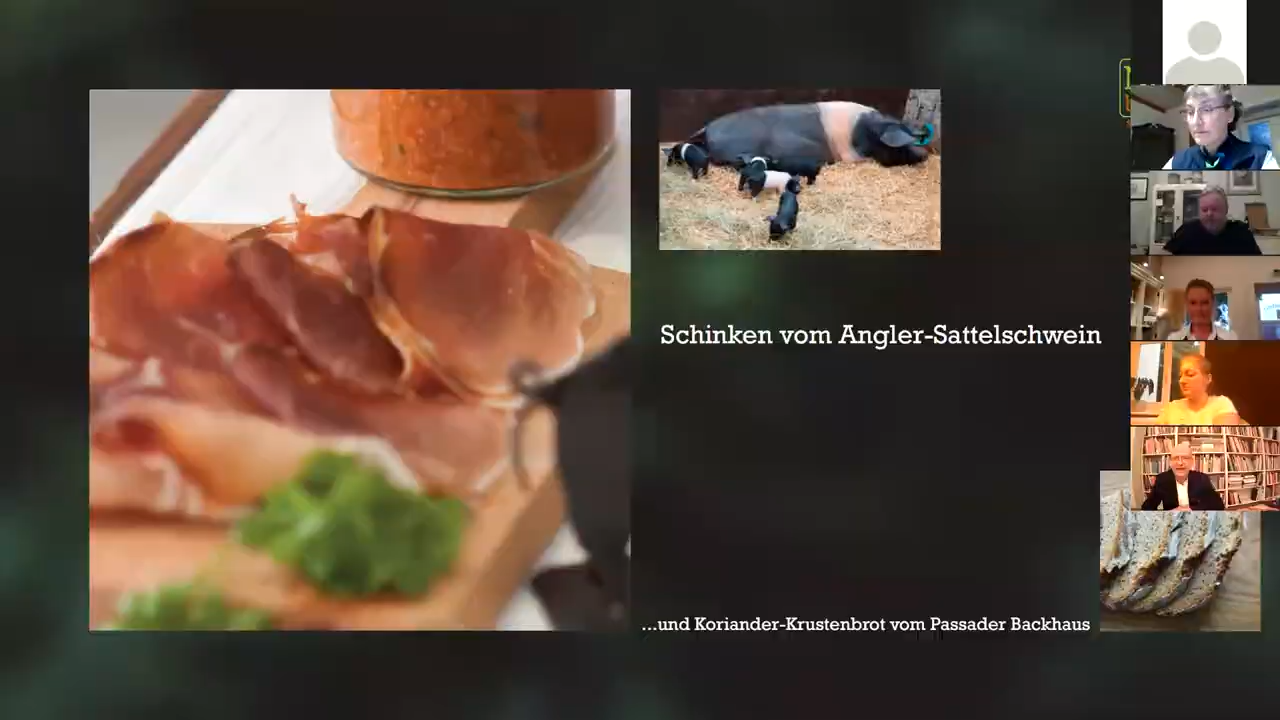 Schinken vom Angler-Sattelschwein
...und Koriander-Krustenbrot vom Passader Backhaus